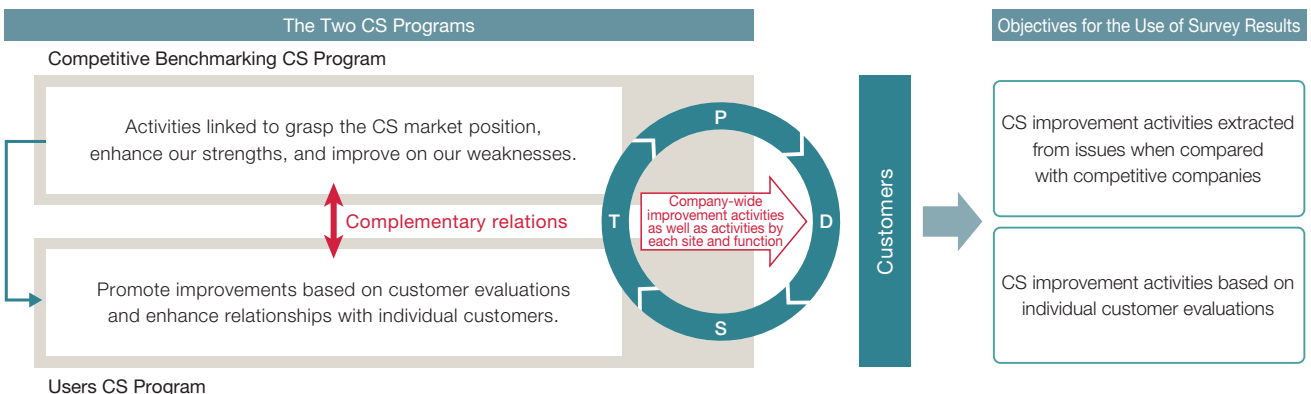 The Two CS Programs
Objectives for the Use of Survey Results
Competitive Benchmarking CS Program
Activities linked to grasp the CS market position,
enhance our strengths, and improve on our weaknesses.
Complementary relations
Promote improvements based on customer evaluations
and enhance relationships with individual customers.
Users CS Program
P
D
S
T
Company-wide
improvement activities
as well as activities by
each site and function
Customers
CS improvement activities extracted
from issues when compared
with competitive companies
CS improvement activities based on
individual customer evaluations